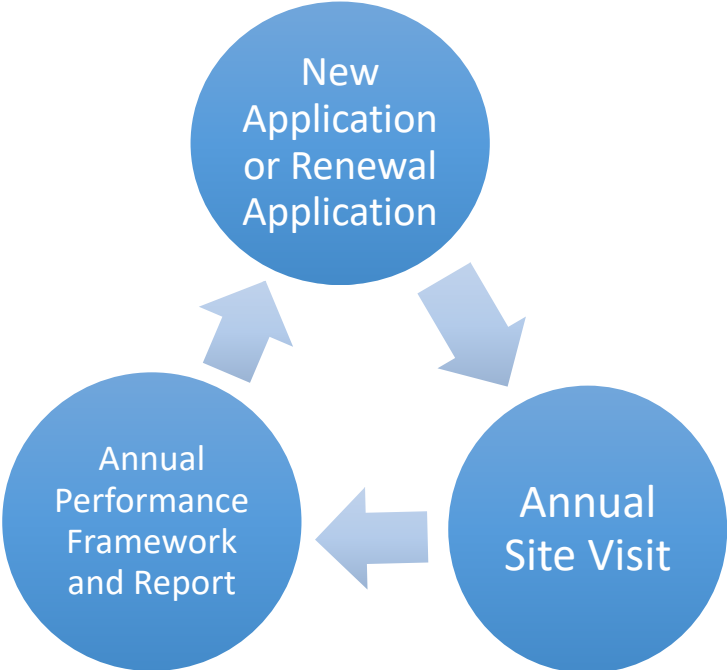 New
Application
or Renewal
Application
Annual
Site Visit
Annual
Performance
Framework
and Report